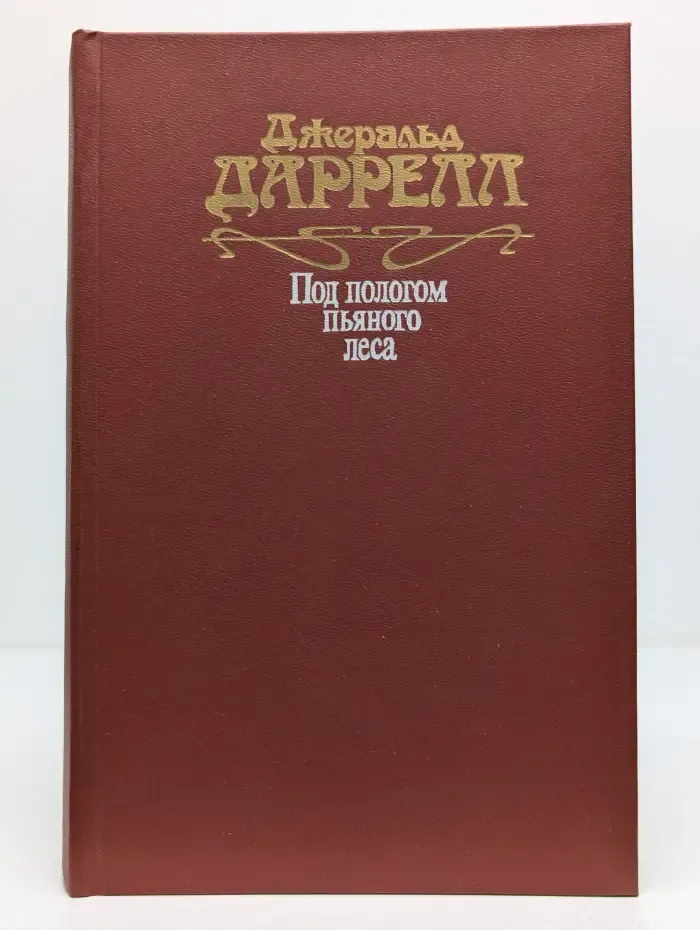 Джеральд
ДАРРЕЛЛ
Под пологом
пьяного
леса